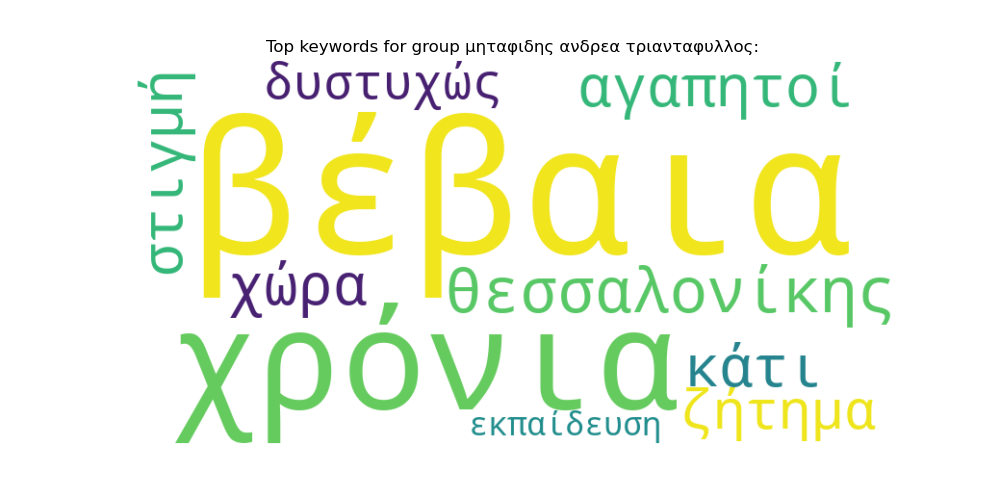 Top keywords for group μηταφιδης ανδρεα τριανταφυλλος:
δυστυχώς
αγαπητοί
στιγμή
βέβαια
χώρα
θεσσαλονίκης
χρόνια
κάτι
ζήτημα
εκπαίδευση